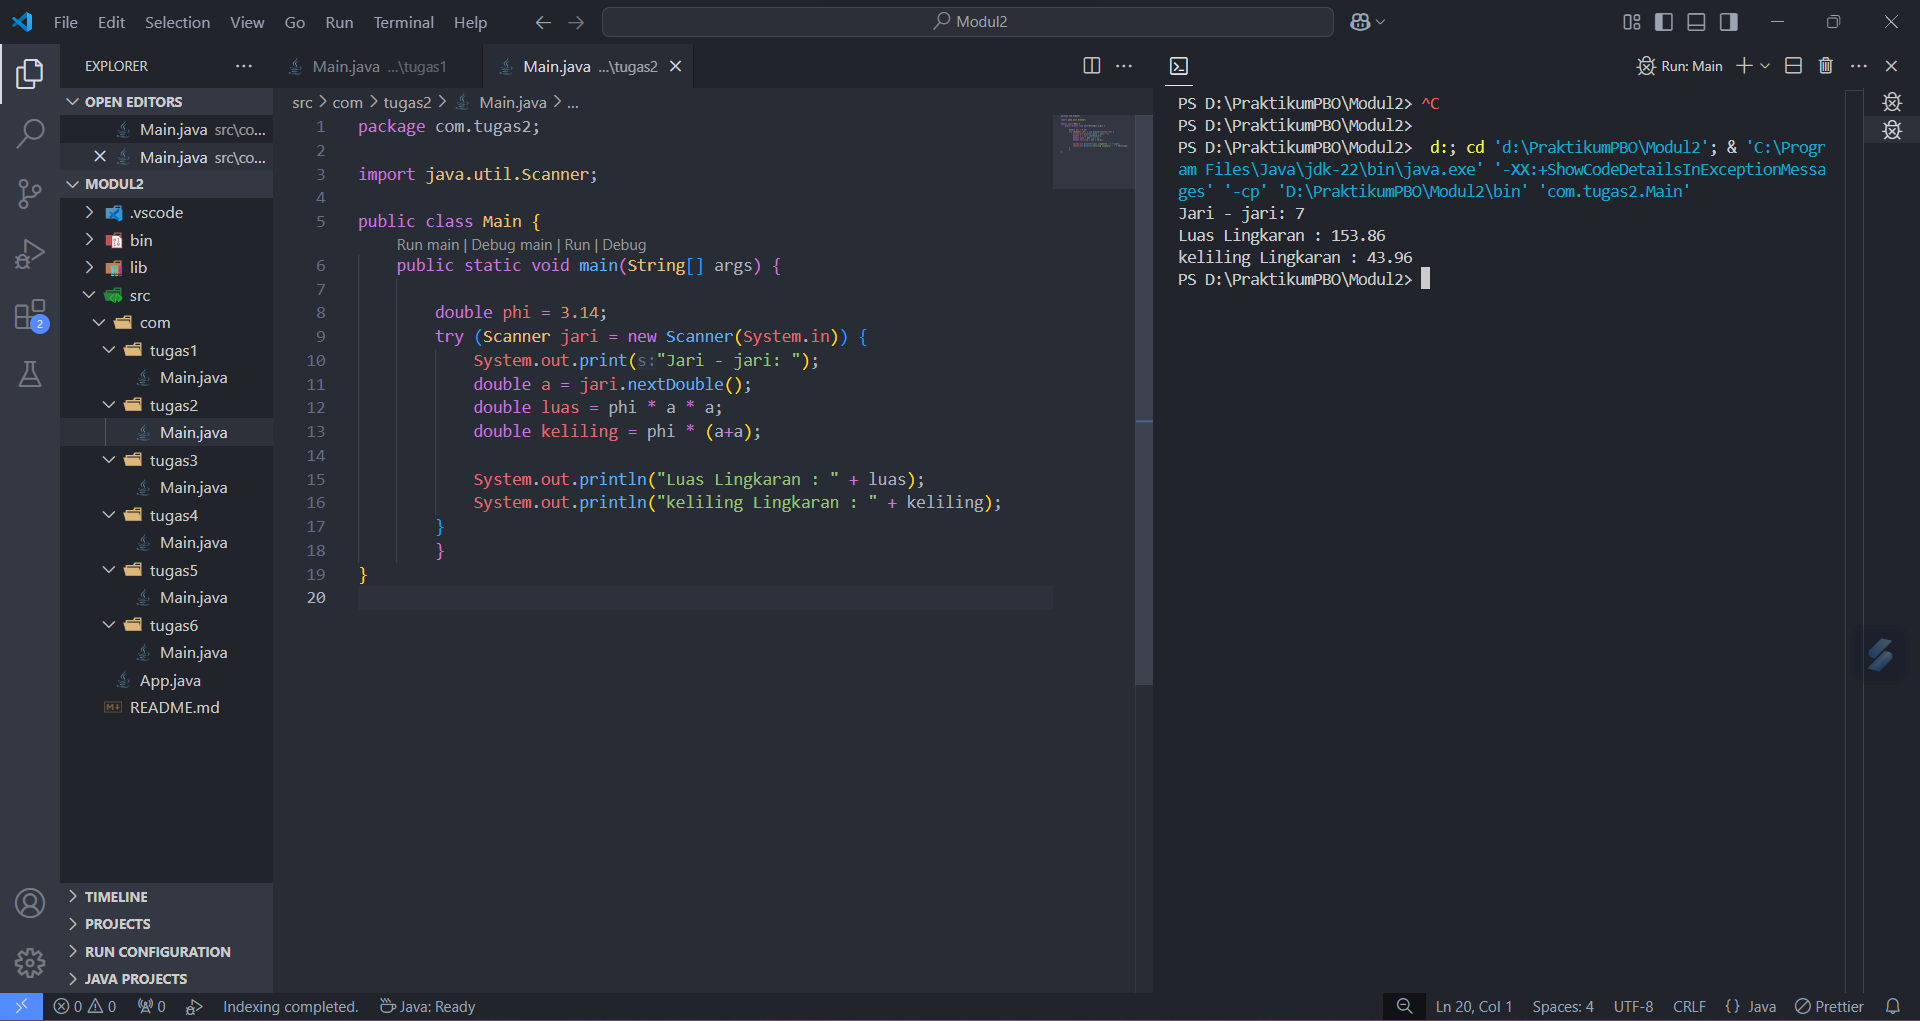 File Edit Selection View Go Run Terminal Help
Modul2
EXPLORER
OPEN EDITORS
Main.java src\co...
Main.java src\co...
MODUL2
.vscode
bin
lib
src
com
tugas1
Main.java
tugas2
Main.java
tugas3
Main.java
tugas4
Main.java
tugas5
Main.java
tugas6
Main.java
App.java
README.md
TIMELINE
PROJECTS
RUN CONFIGURATION
JAVA PROJECTS
2
Main.java ...\tugas1
Main.java ...\tugas2
src > com > tugas2 > Main.java > ...
1 package com.tugas2;
2
3 import java.util.Scanner;
4
5 public class Main {
Run main | Debug main | Run | Debug
6 public static void main(String[] args) {
7
8 double phi = 3.14;
9 try (Scanner jari = new Scanner(System.in)) {
10 System.out.print(s:"Jari - jari: ");
11 double a = jari.nextDouble();
12 double luas = phi * a * a;
13 double keliling = phi * (a+a);
14
15 System.out.println("Luas Lingkaran : " + luas);
16 System.out.println("keliling Lingkaran : " + keliling);
17 }
18 }
19 }
20
Run: Main
PS D:\PraktikumPBO\Modul2> ^C
PS D:\PraktikumPBO\Modul2>
PS D:\PraktikumPBO\Modul2> d:; cd 'd:\PraktikumPBO\Modul2'; & 'C:\Progr
am Files\Java\jdk-22\bin\java.exe' '-XX:+ShowCodeDetailsInExceptionMessa
ges' '-cp' 'D:\PraktikumPBO\Modul2\bin' 'com.tugas2.Main'
Jari - jari: 7
Luas Lingkaran : 153.86
keliling Lingkaran : 43.96
PS D:\PraktikumPBO\Modul2>
0 0 0 Indexing completed. Java: Ready
Ln 20, Col 1 Spaces: 4 UTF-8 CRLF {} Java Prettier